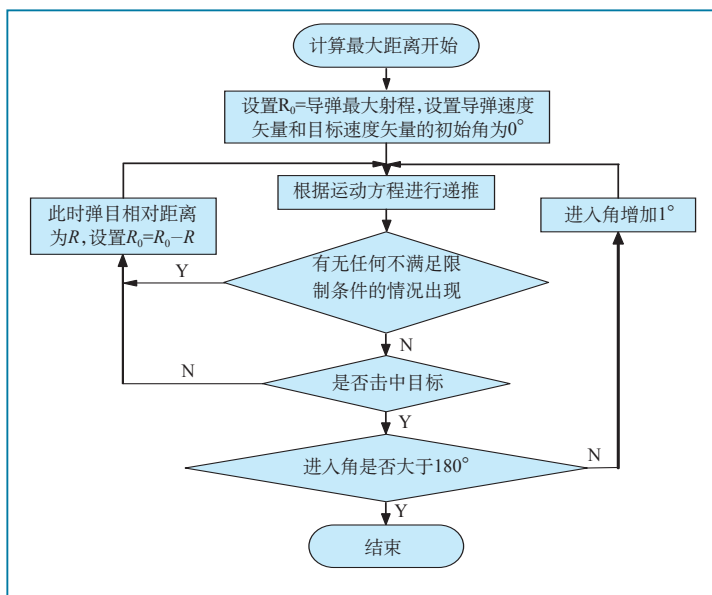 计算最大距离开始
设置R₀=导弹最大射程,设置导弹速度
矢量和目标速度矢量的初始角为0°
根据运动方程进行递推
此时弹目相对距离
为R,设置R₀=R₀−R
进入角增加1°
有无任何不满足限
制条件的情况出现
Y
N
是否击中目标
N
Y
进入角是否大于180°
N
Y
结束